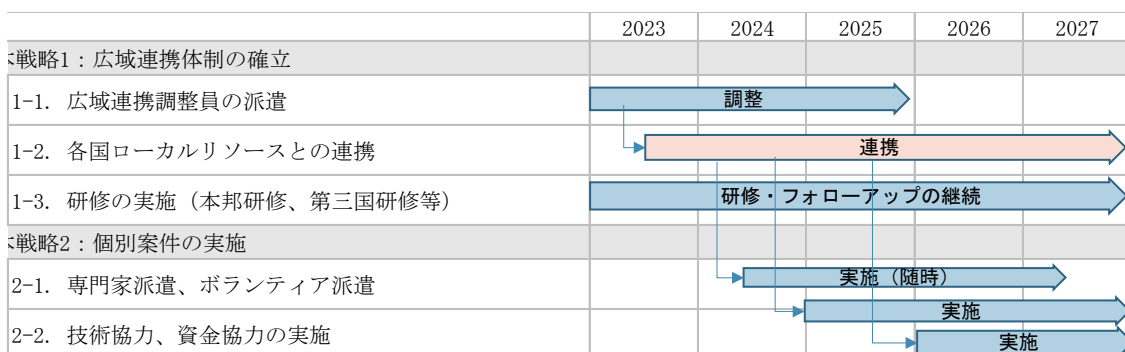 2023 2024 2025 2026 2027
戦略1：広域連携体制の確立
1-1. 広域連携調整員の派遣 調整
1-2. 各国ローカルリソースとの連携 連携
1-3. 研修の実施（本邦研修、第三国研修等） 研修・フォローアップの継続
戦略2：個別案件の実施
2-1. 専門家派遣、ボランティア派遣 実施（随時）
実施
2-2. 技術協力、資金協力の実施 実施